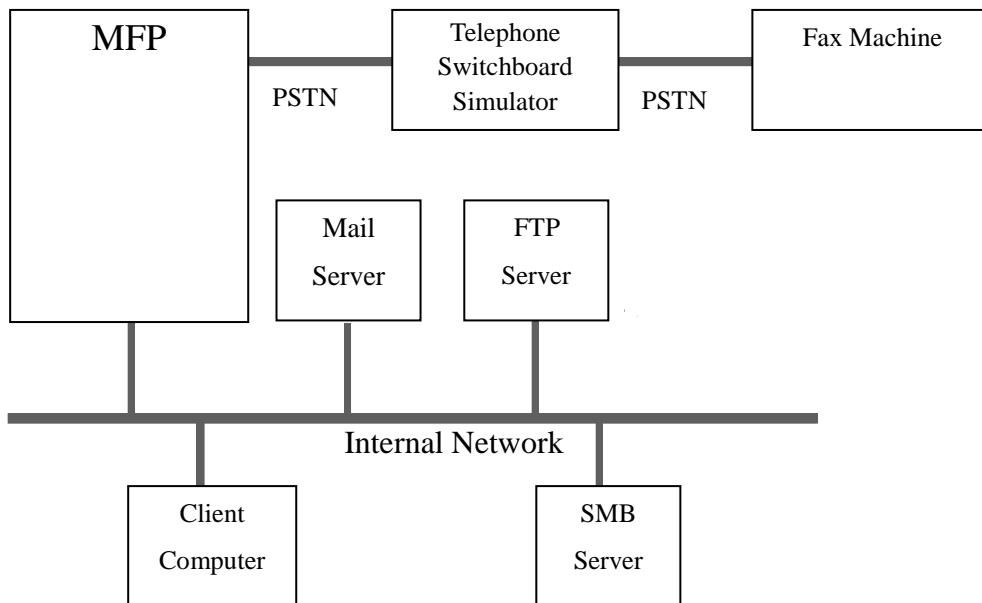 MFP
Telephone
Switchboard
Simulator
Fax Machine
PSTN
PSTN
Mail
Server
FTP
Server
Internal Network
Client
Computer
SMB
Server